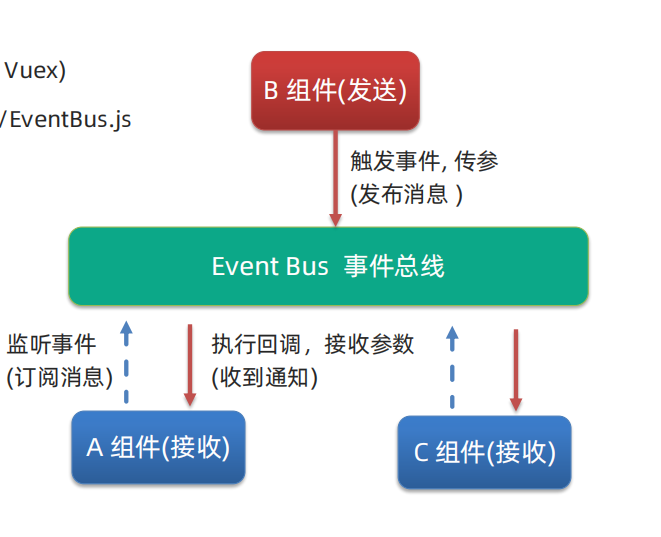 Vuex)
/EventBus.js
B 组件(发送)
触发事件, 传参
(发布消息 )
Event Bus 事件总线
监听事件
(订阅消息)
执行回调，接收参数
(收到通知)
A 组件(接收)
C 组件(接收)